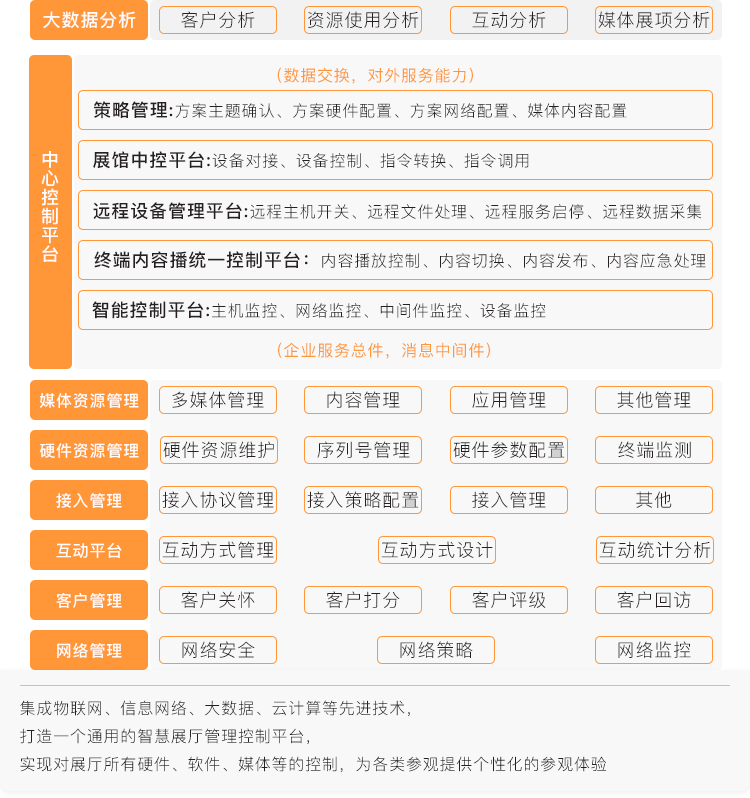 大数据分析 客户分析 资源使用分析 互动分析 媒体展项分析
中心控制平台
（数据交换，对外服务能力）
策略管理:方案主题确认、方案硬件配置、方案网络配置、媒体内容配置
展馆中控平台:设备对接、设备控制、指令转换、指令调用
远程设备管理平台:远程主机开关、远程文件处理、远程服务启停、远程数据采集
终端内容播统一控制平台：内容播放控制、内容切换、内容发布、内容应急处理
智能控制平台:主机监控、网络监控、中间件监控、设备监控
（企业服务总件，消息中间件）
媒体资源管理 多媒体管理 内容管理 应用管理 其他管理
硬件资源管理 硬件资源维护 序列号管理 硬件参数配置 终端监测
接入管理 接入协议管理 接入策略配置 接入管理 其他
互动平台 互动方式管理 互动方式设计 互动统计分析
客户管理 客户关怀 客户打分 客户评级 客户回访
网络管理 网络安全 网络策略 网络监控
集成物联网、信息网络、大数据、云计算等先进技术，
打造一个通用的智慧展厅管理控制平台，
实现对展厅所有硬件、软件、媒体等的控制，为各类参观提供个性化的参观体验